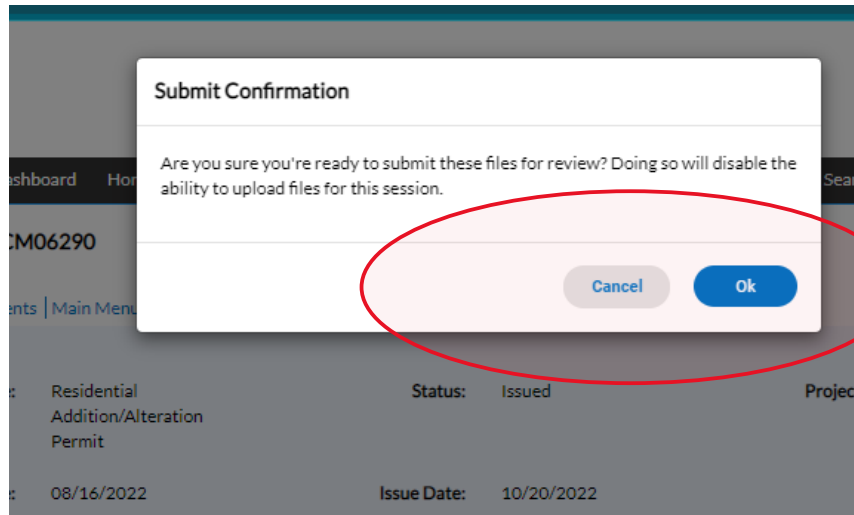 Submit Confirmation
Are you sure you're ready to submit these files for review? Doing so will disable the
ability to upload files for this session.
Cancel Ok
ashboard Hor Sear
CM06290
ents | Main Menu
Residential Status: Issued Projec
Addition/Alteration
Permit
08/16/2022 Issue Date: 10/20/2022